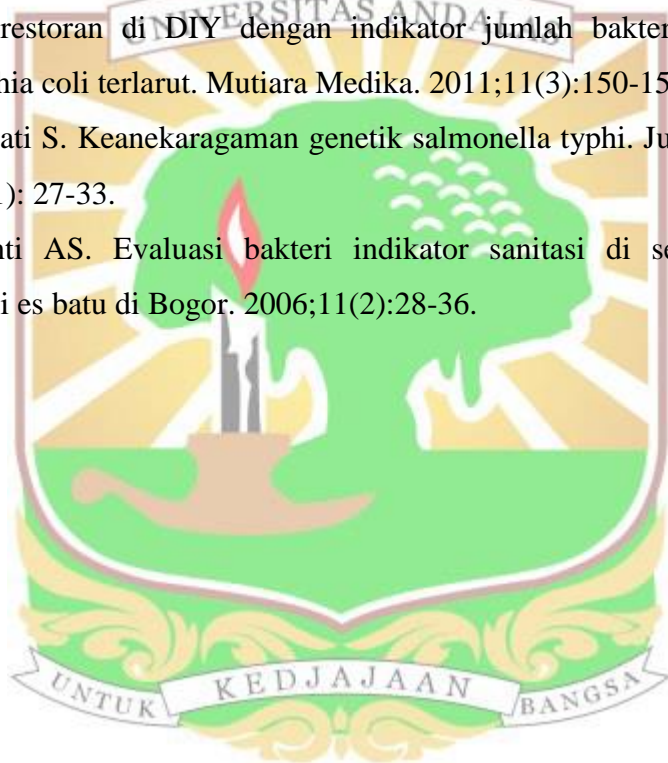 restoran di DIY dengan indikator jumlah bakter
nia coli terlarut. Mutiara Medika. 2011;11(3):150-15
ati S. Keanekaragaman genetik salmonella typhi. Ju
): 27-33.
nti AS. Evaluasi bakteri indikator sanitasi di se
i es batu di Bogor. 2006;11(2):28-36.
UNIVERSITAS ANDALAS
UNTUK KEDJAJAAN BANGSA